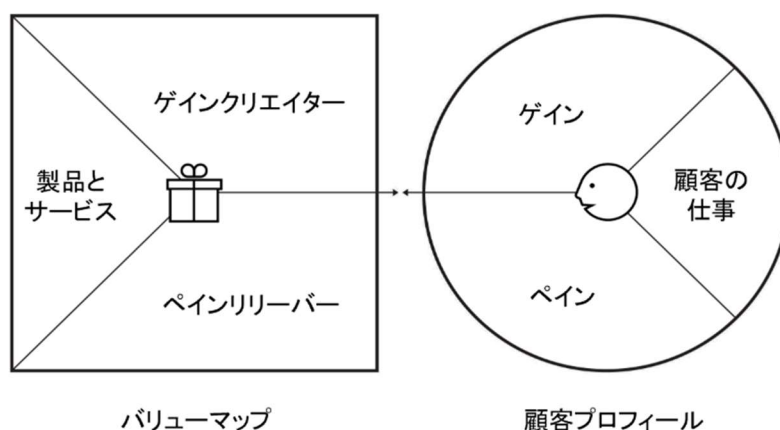 ゲインクリエイター
製品と
サービス
ペインリリーバー
バリューマップ
ゲイン
顧客の
仕事
ペイン
顧客プロフィール